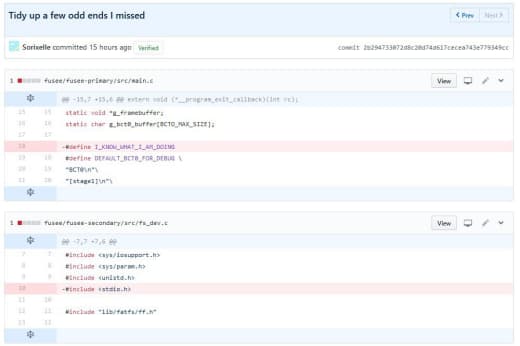 Tidy up a few odd ends I missed
Prev
Next
Sorixelle committed 15 hours ago Verified
commit 2b294733072d8c20d74d617cecea743e779349cc
1 fusee/fusee-primary/src/main.c View
@@ -15,7 +15,6 @@ extern void (*__program_exit_callback)(int rc);
15 15 static void *g_framebuffer;
16 16 static char g_bct0_buffer[BCTO_MAX_SIZE];
17 17
18 -#define I_KNOW_WHAT_I_AM_DOING
19 18 #define DEFAULT_BCT0_FOR_DEBUG \
20 19 "BCT0\n"\
21 20 "[stage1]\n"\
1 fusee/fusee-secondary/src/fs_dev.c View
@@ -7,7 +7,6 @@
7 7 #include <sys/iosupport.h>
8 8 #include <sys/param.h>
9 9 #include <unistd.h>
10 -#include <stdio.h>
11 10
12 11 #include "lib/fatfs/ff.h"
13 12